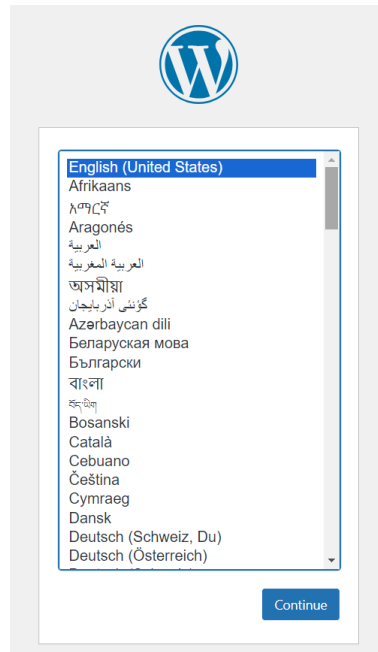 English (United States)
Afrikaans
አማርኛ
Aragonés
العربية
العربية المغربية
অসমীয়া
گؤنئی آذربایجان
Azərbaycan dili
Беларуская мова
Български
বাংলা
བོད་ཡིག
Bosanski
Català
Cebuano
Čeština
Cymraeg
Dansk
Deutsch (Schweiz, Du)
Deutsch (Österreich)
Continue